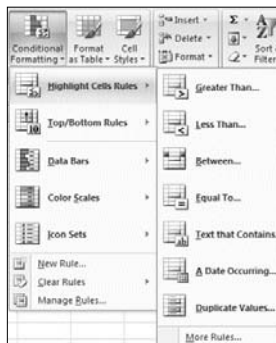 Conditional Formatting
Format as Table
Cell Styles
Insert
Delete
Format
Σ
Sort
Filter
Highlight Cells Rules
Top/Bottom Rules
Data Bars
Color Scales
Icon Sets
New Rule...
Clear Rules
Manage Rules...
Greater Than...
Less Than...
Between...
Equal To...
Text that Contains...
A Date Occurring...
Duplicate Values...
More Rules...